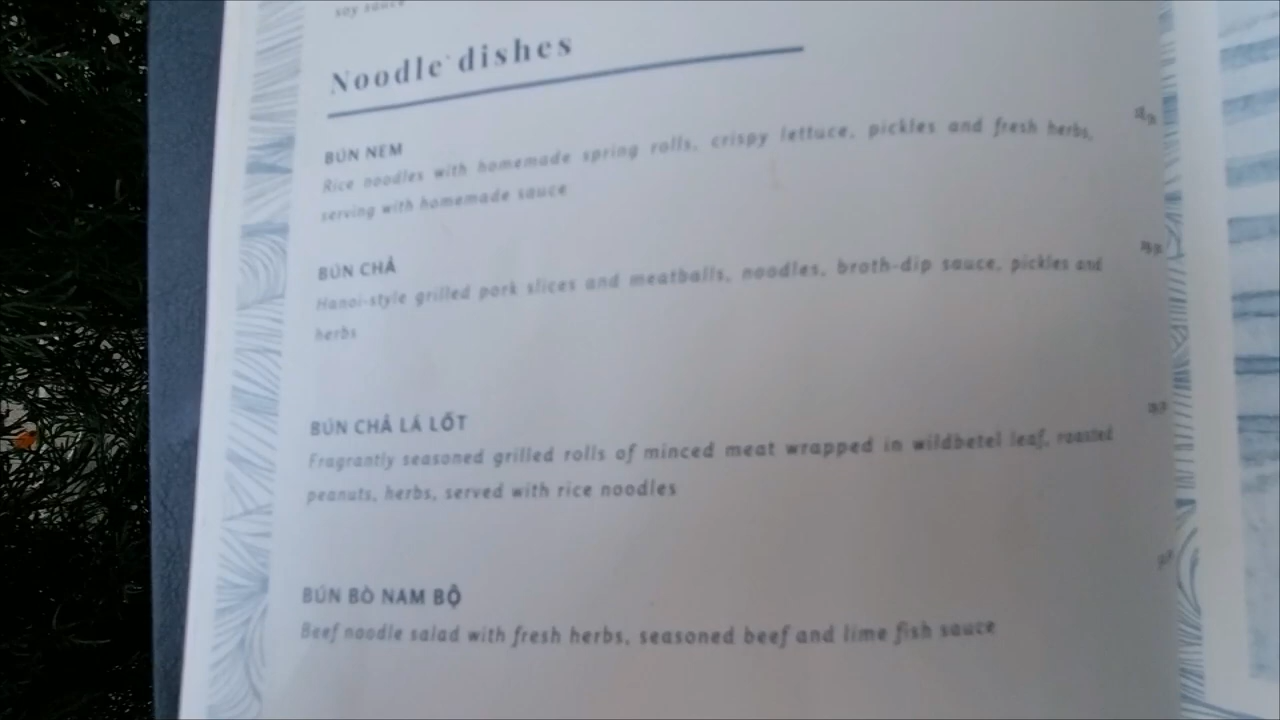 soy sauce
Noodle dishes
BÚN NEM
Rice noodles with homemade spring rolls, crispy lettuce, pickles and fresh herbs,
serving with homemade sauce
BÚN CHẢ
Hanoi-style grilled pork slices and meatballs, noodles, broth-dip sauce, pickles and
herbs
BÚN CHẢ LÁ LỐT
Fragrantly seasoned grilled rolls of minced meat wrapped in wildbetel leaf, roasted
peanuts, herbs, served with rice noodles
BÚN BÒ NAM BỘ
Beef noodle salad with fresh herbs, seasoned beef and lime fish sauce